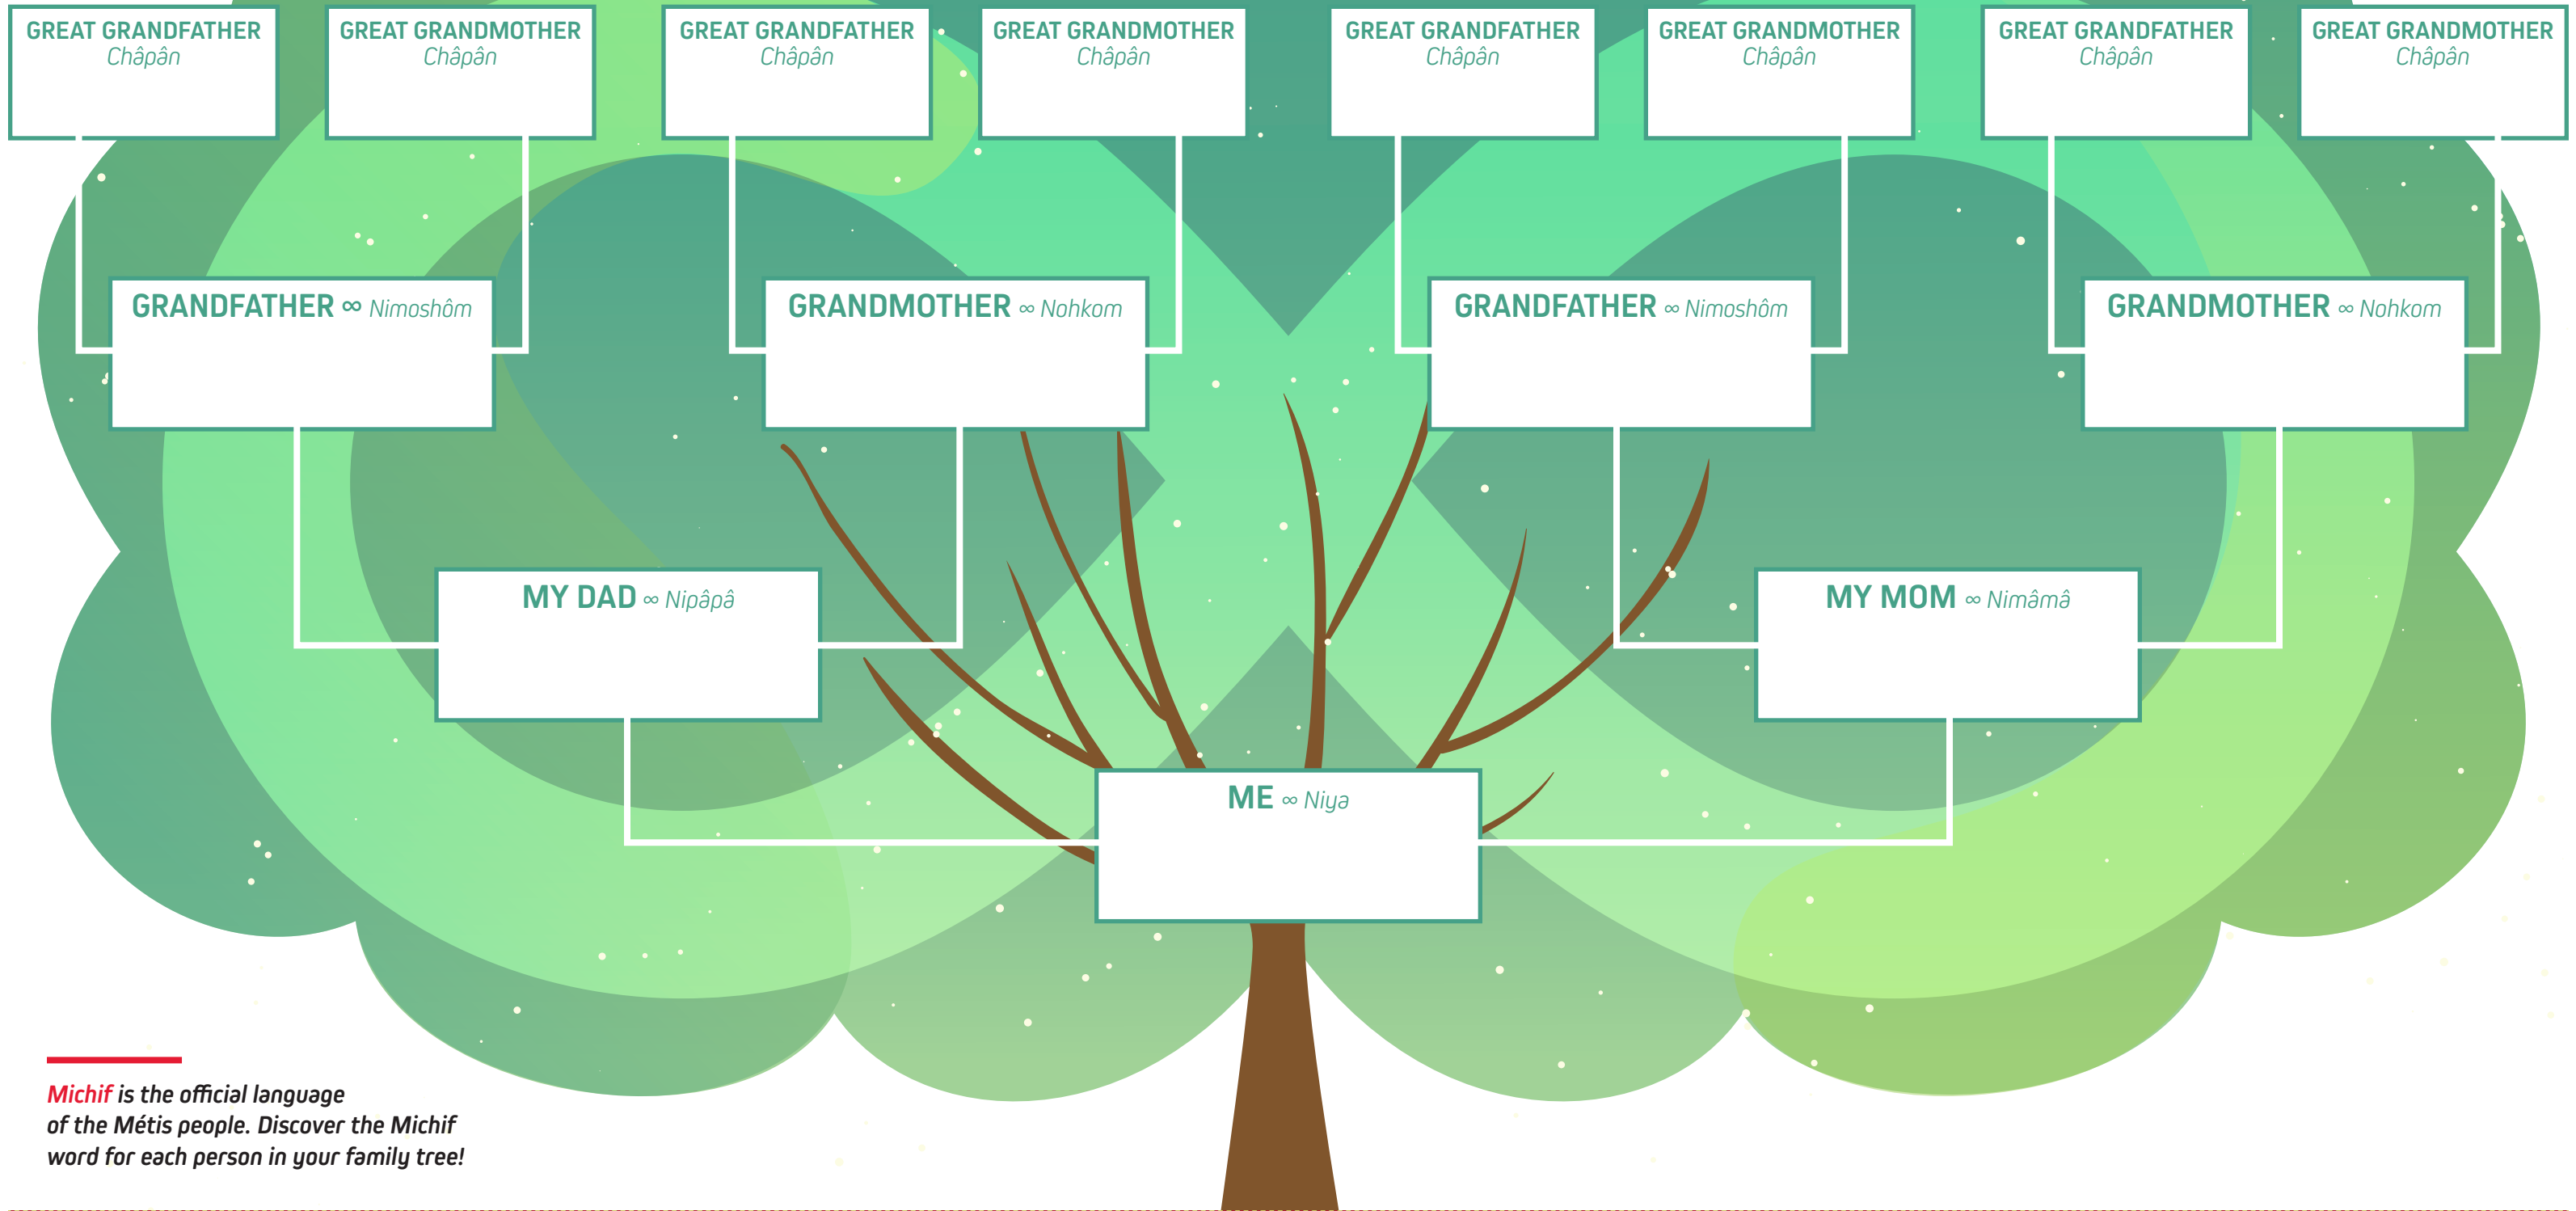 GREAT GRANDFATHER
Châpân
GREAT GRANDMOTHER
Châpân
GREAT GRANDFATHER
Châpân
GREAT GRANDMOTHER
Châpân
GREAT GRANDFATHER
Châpân
GREAT GRANDMOTHER
Châpân
GREAT GRANDFATHER
Châpân
GREAT GRANDMOTHER
Châpân
GRANDFATHER ∞ Nimoshôm
GRANDMOTHER ∞ Nohkom
GRANDFATHER ∞ Nimoshôm
GRANDMOTHER ∞ Nohkom
MY DAD ∞ Nipâpâ
MY MOM ∞ Nimâmâ
ME ∞ Niya
Michif is the official language
of the Métis people. Discover the Michif
word for each person in your family tree!